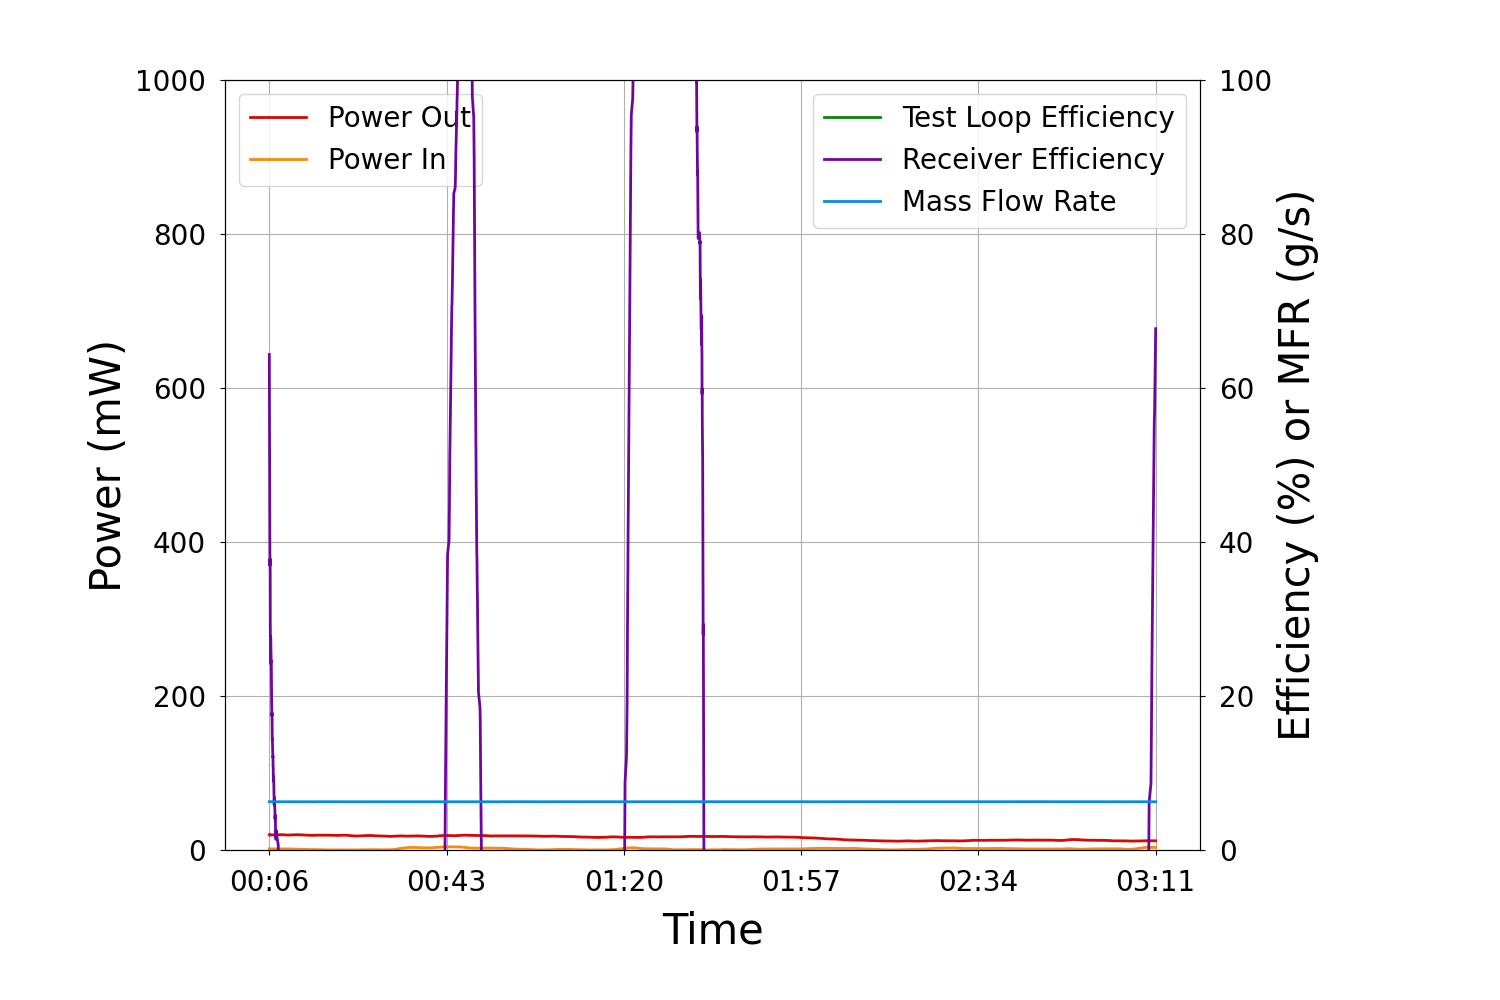 1000
800
600
400
200
0
Power (mW)
Power Out
Power In
Test Loop Efficiency
Receiver Efficiency
Mass Flow Rate
100
80
60
40
20
0
Efficiency (%) or MFR (g/s)
00:06 00:43 01:20 01:57 02:34 03:11
Time